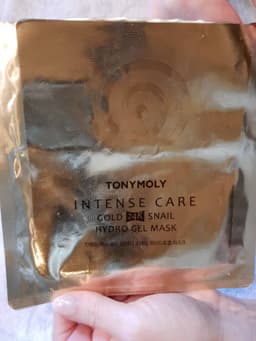 TONYMOLY
INTENSE CARE
GOLD 24K SNAIL
HYDRO GEL MASK